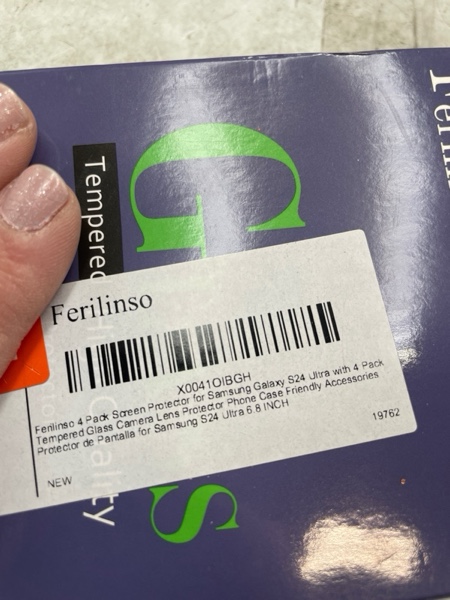 Ferilinso
X0041OIBGH
Ferilinso 4 Pack Screen Protector for Samsung Galaxy S24 Ultra with 4 Pack
Tempered Glass Camera Lens Protector Phone Case Friendly Accessories
Protector de Pantalla for Samsung S24 Ultra 6.8 INCH
NEW
19762
Tempered
G
S